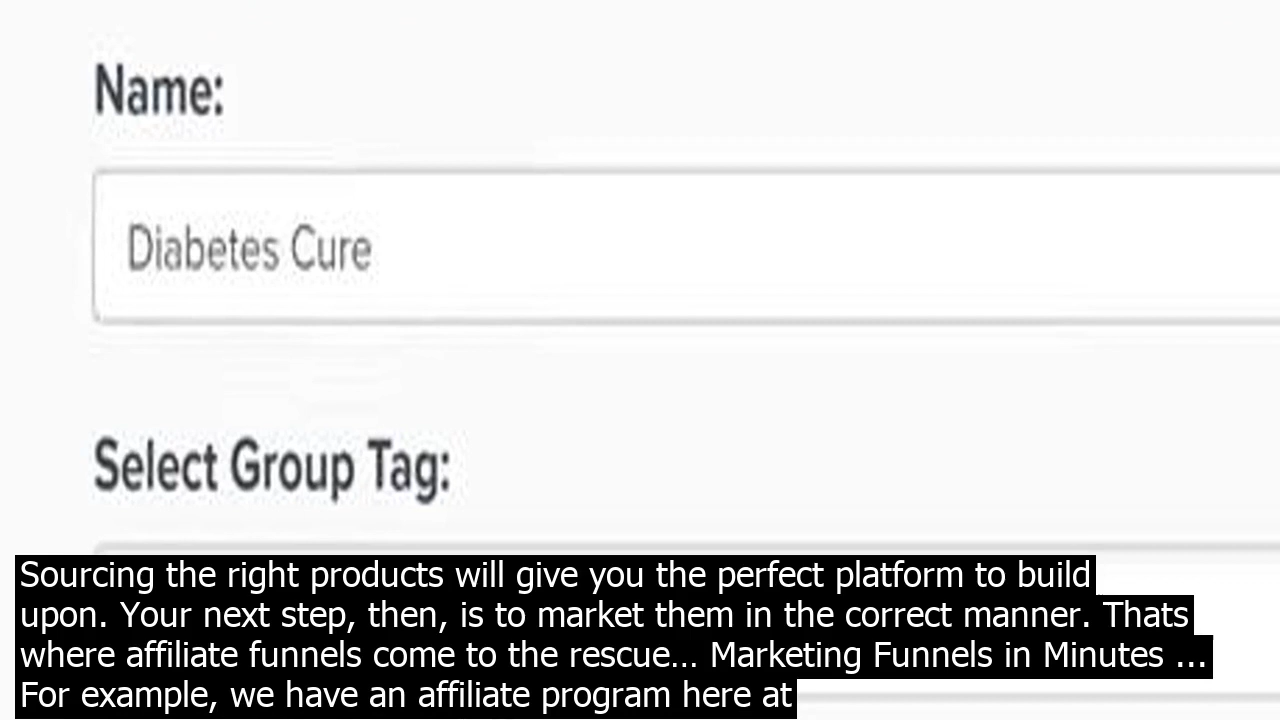 Name:
Diabetes Cure
Select Group Tag:
Sourcing the right products will give you the perfect platform to build
upon. Your next step, then, is to market them in the correct manner. Thats
where affiliate funnels come to the rescue... Marketing Funnels in Minutes ...
For example, we have an affiliate program here at